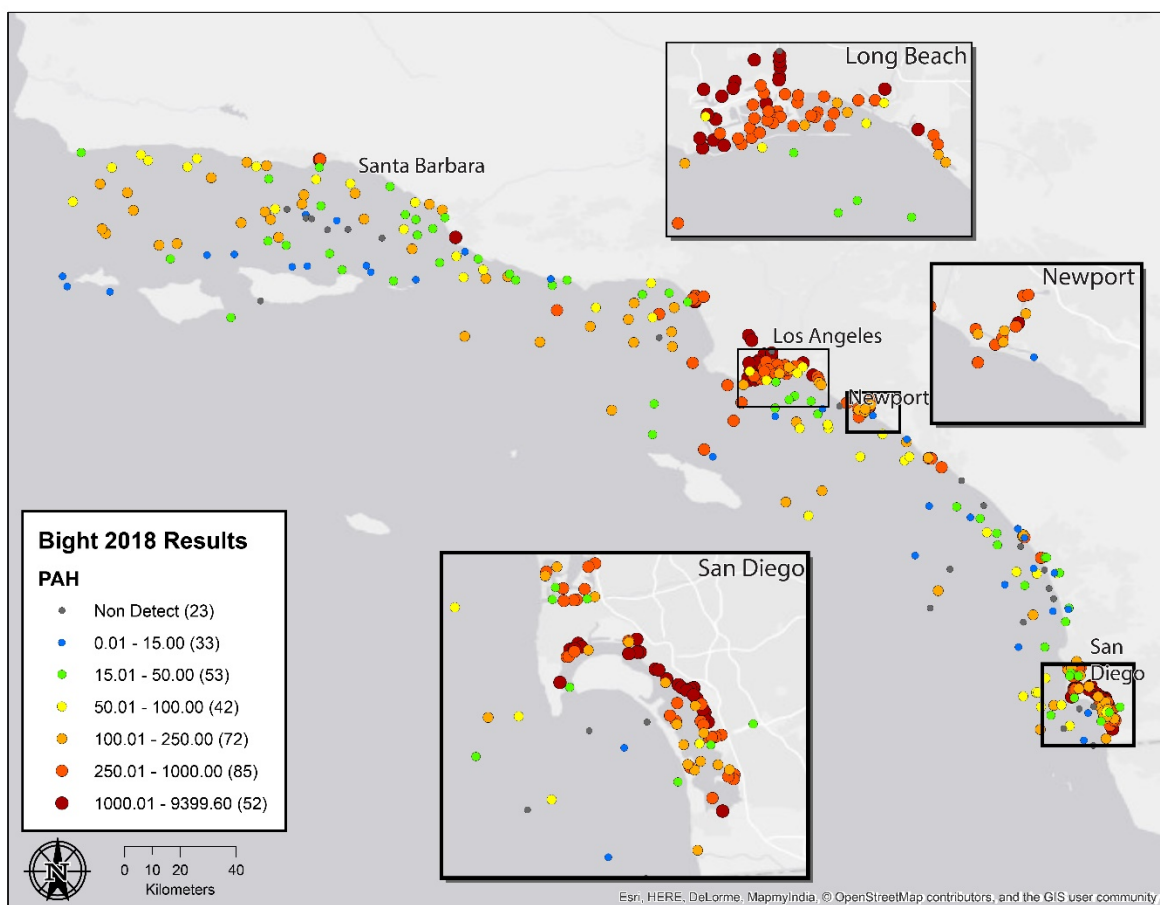 Long Beach
Santa Barbara
Newport
Los Angeles
Newport
Bight 2018 Results
PAH
Non Detect (23)
0.01 - 15.00 (33)
15.01 - 50.00 (53)
50.01 - 100.00 (42)
100.01 - 250.00 (72)
250.01 - 1000.00 (85)
1000.01 - 9399.60 (52)
San Diego
San
Diego
N
0 10 20 40
Kilometers
Esri, HERE, DeLorme, MapmyIndia, © OpenStreetMap contributors, and the GIS user community